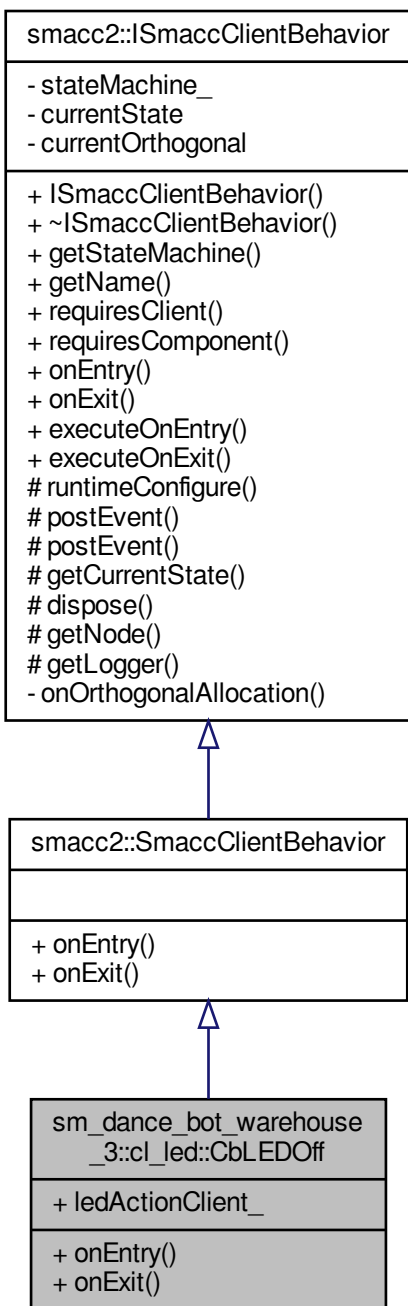 smacc2::ISmaccClientBehavior
- stateMachine_
- currentState
- currentOrthogonal
+ ISmaccClientBehavior()
+ ~ISmaccClientBehavior()
+ getStateMachine()
+ getName()
+ requiresClient()
+ requiresComponent()
+ onEntry()
+ onExit()
+ executeOnEntry()
+ executeOnExit()
# runtimeConfigure()
# postEvent()
# postEvent()
# getCurrentState()
# dispose()
# getNode()
# getLogger()
- onOrthogonalAllocation()
smacc2::SmaccClientBehavior
+ onEntry()
+ onExit()
sm_dance_bot_warehouse
_3::cl_led::CbLEDOff
+ ledActionClient_
+ onEntry()
+ onExit()